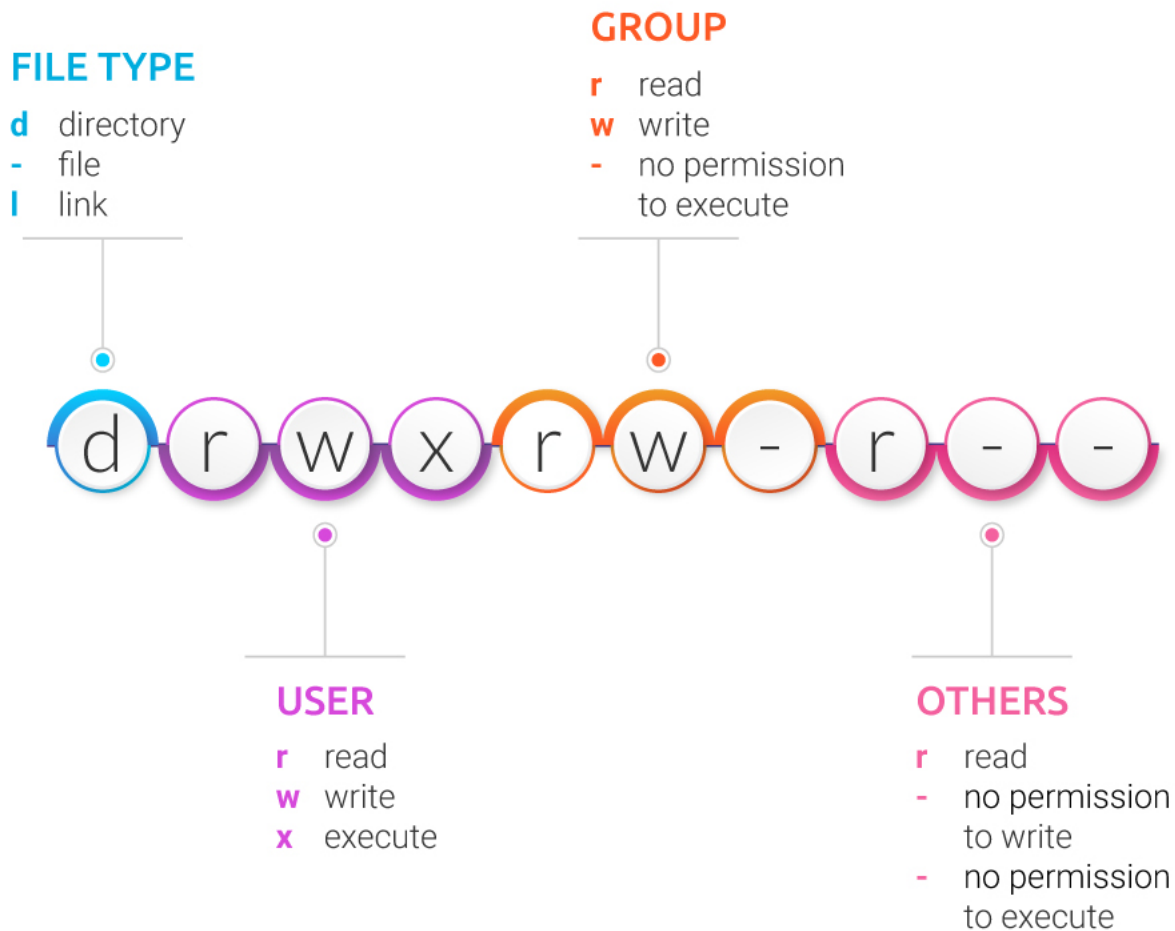 FILE TYPE
d directory
- file
l link
GROUP
r read
w write
- no permission
to execute
d r w x r w - r - -
USER
r read
w write
x execute
OTHERS
r read
- no permission
to write
- no permission
to execute